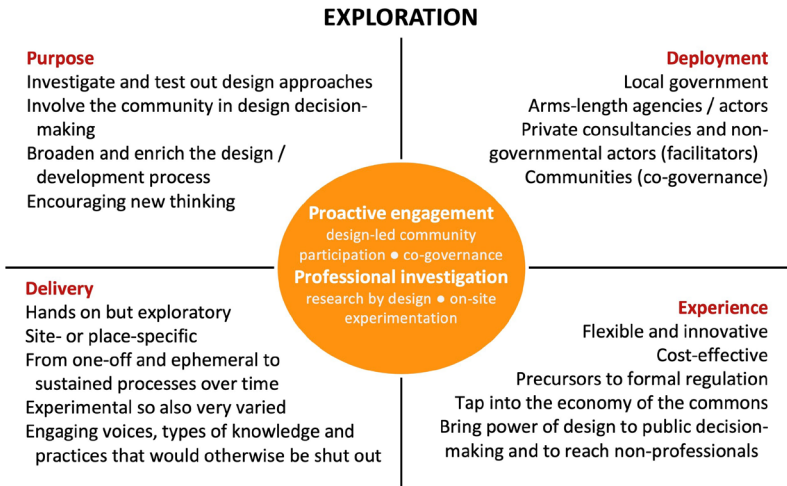 EXPLORATION
Purpose
Investigate and test out design approaches
Involve the community in design decision-
making
Broaden and enrich the design /
development process
Encouraging new thinking
Deployment
Local government
Arms-length agencies / actors
Private consultancies and non-
governmental actors (facilitators)
Communities (co-governance)
Proactive engagement
design-led community
participation ● co-governance
Professional investigation
research by design ● on-site
experimentation
Delivery
Hands on but exploratory
Site- or place-specific
From one-off and ephemeral to
sustained processes over time
Experimental so also very varied
Engaging voices, types of knowledge and
practices that would otherwise be shut out
Experience
Flexible and innovative
Cost-effective
Precursors to formal regulation
Tap into the economy of the commons
Bring power of design to public decision-
making and to reach non-professionals